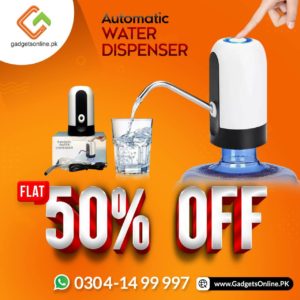 gadgetsonline.pk
Automatic
WATER
DISPENSER
FLAT
50% OFF
0304-14 99 997
www.GadgetsOnline.PK